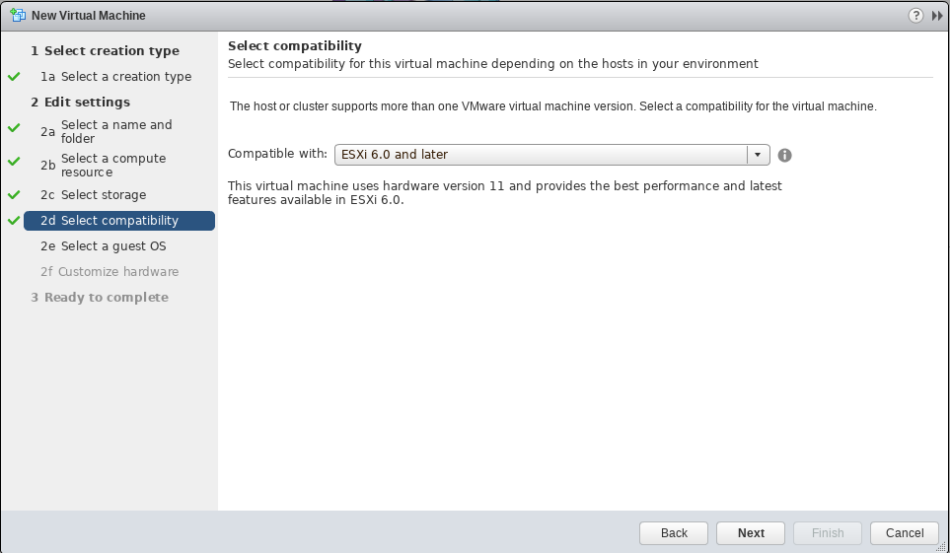 New Virtual Machine
?
1 Select creation type
1a Select a creation type
2 Edit settings
2a Select a name and
folder
2b Select a compute
resource
2c Select storage
2d Select compatibility
2e Select a guest OS
2f Customize hardware
3 Ready to complete
Select compatibility
Select compatibility for this virtual machine depending on the hosts in your environment
The host or cluster supports more than one VMware virtual machine version. Select a compatibility for the virtual machine.
Compatible with: ESXi 6.0 and later
This virtual machine uses hardware version 11 and provides the best performance and latest
features available in ESXi 6.0.
Back Next Finish Cancel